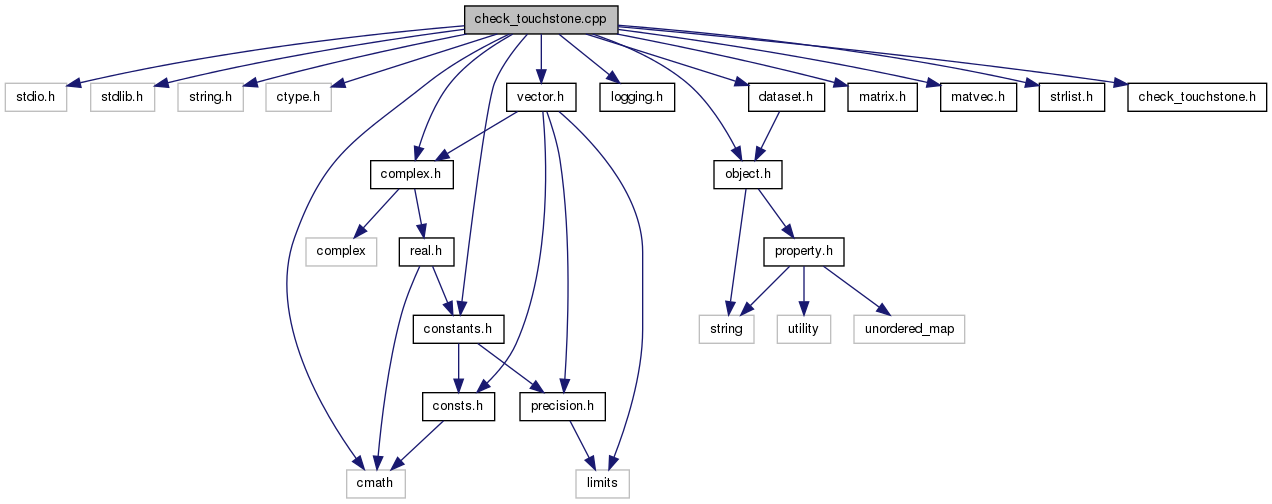 check_touchstone.cpp
stdio.h
stdlib.h
string.h
ctype.h
vector.h
logging.h
dataset.h
matrix.h
matvec.h
strlist.h
check_touchstone.h
complex.h
object.h
complex
real.h
property.h
constants.h
string
utility
unordered_map
consts.h
precision.h
cmath
limits